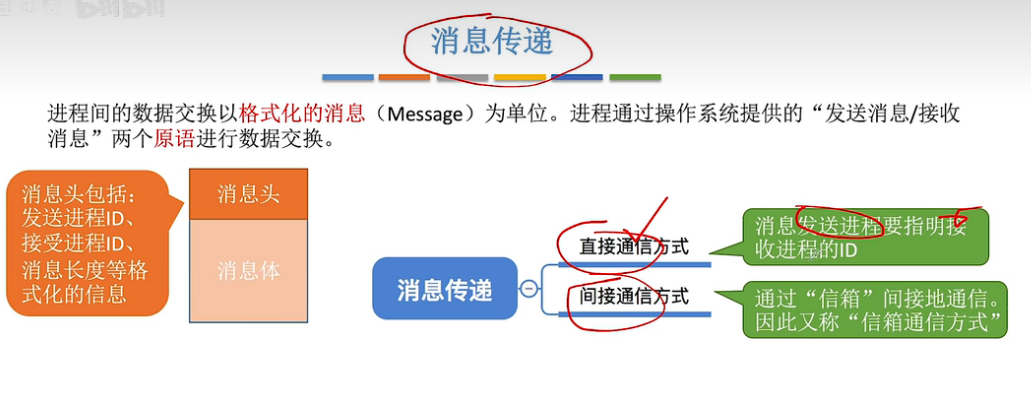 消息传递
进程间的数据交换以格式化的消息（Message）为单位。进程通过操作系统提供的“发送消息/接收
消息”两个原语进行数据交换。
消息头包括：
发送进程ID、
接受进程ID、
消息长度等格
式化的信息
消息头
消息体
消息传递
直接通信方式
间接通信方式
消息发送进程要指明接
收进程的ID
通过“信箱”间接地通信。
因此又称“信箱通信方式”